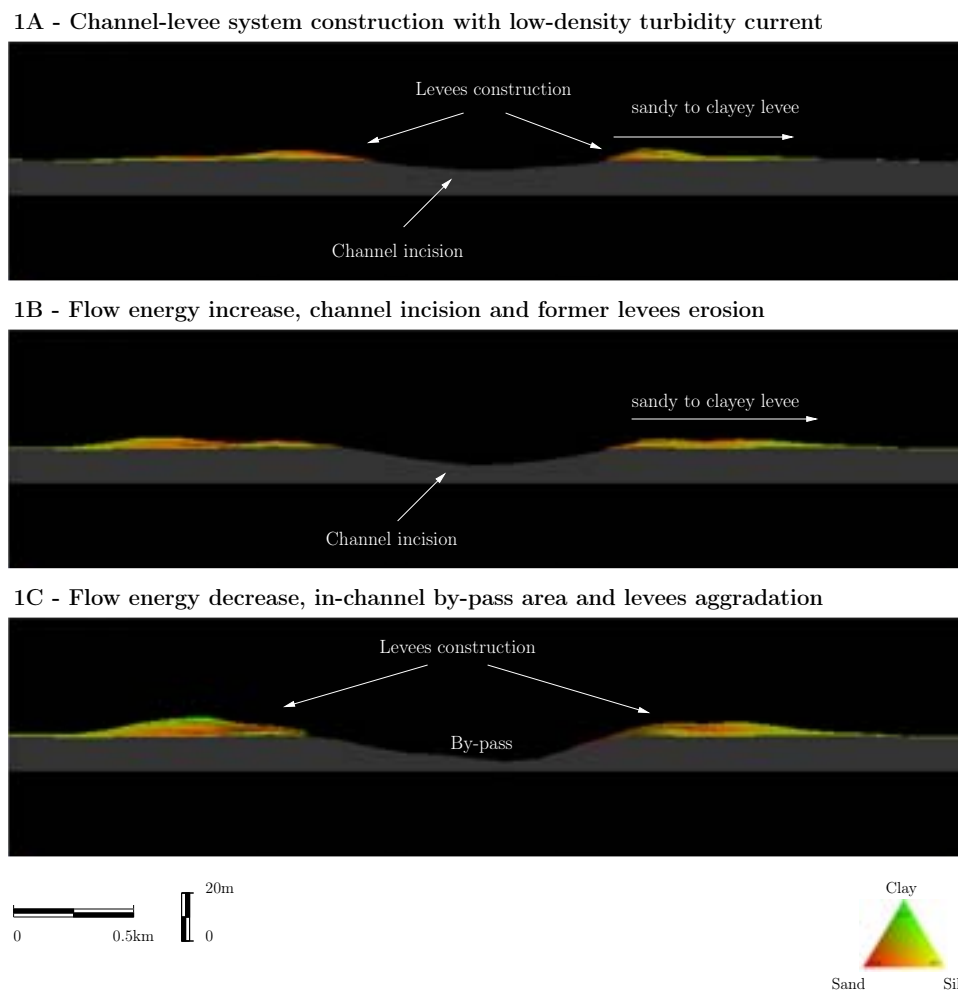 1A - Channel-levee system construction with low-density turbidity current
Levees construction
sandy to clayey levee
Channel incision
1B - Flow energy increase, channel incision and former levees erosion
sandy to clayey levee
Channel incision
1C - Flow energy decrease, in-channel by-pass area and levees aggradation
Levees construction
By-pass
20m
0
0 0.5km
Clay
Sand